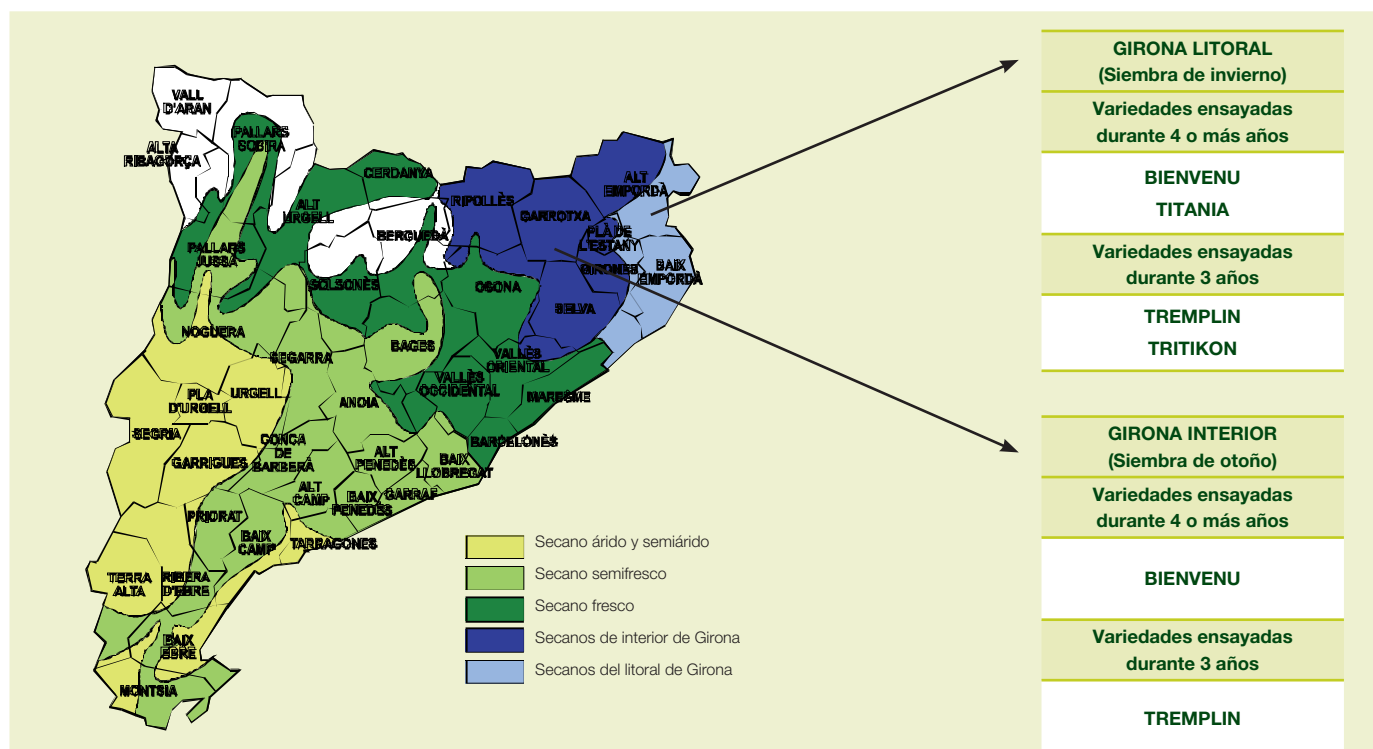 VALL
D'ARAN
ALTA
RIBAGORÇA
PALLARS
SOBIRA
CERDANYA
ALT
URGELL
RIPOLLÈS
GARROTXA
ALT
EMPORDÀ
BERGUEDÀ
PLA DE
L'ESTANY
PALLARS
JUSSA
GIRONÈS
BAIX
EMPORDÀ
SOLSONÈS
OSONA
SELVA
NOGUERA
SEGARRA
BAGES
VALLÈS
ORIENTAL
VALLÈS
OCCIDENTAL
MARESME
PLA
D'URGELL
URGELL
ANOIA
SEGRIA
GARRIGUES
CONCA
DE
BARBERÀ
ALT
PENEDÈS
BARCELONÈS
BAIX
LLOBREGAT
ALT
CAMP
BAIX
PENEDÈS
GARRAF
PRIORAT
BAIX
CAMP
TARRAGONES
TERRA
ALTA
RIBERA
D'EBRE
BAIX
EBRE
MONTSIA
Secano árido y semiárido
Secano semifresco
Secano fresco
Secanos de interior de Girona
Secanos del litoral de Girona
GIRONA LITORAL
(Siembra de invierno)
Variedades ensayadas
durante 4 o más años
BIENVENU
TITANIA
Variedades ensayadas
durante 3 años
TREMPLIN
TRITIKON
GIRONA INTERIOR
(Siembra de otoño)
Variedades ensayadas
durante 4 o más años
BIENVENU
Variedades ensayadas
durante 3 años
TREMPLIN